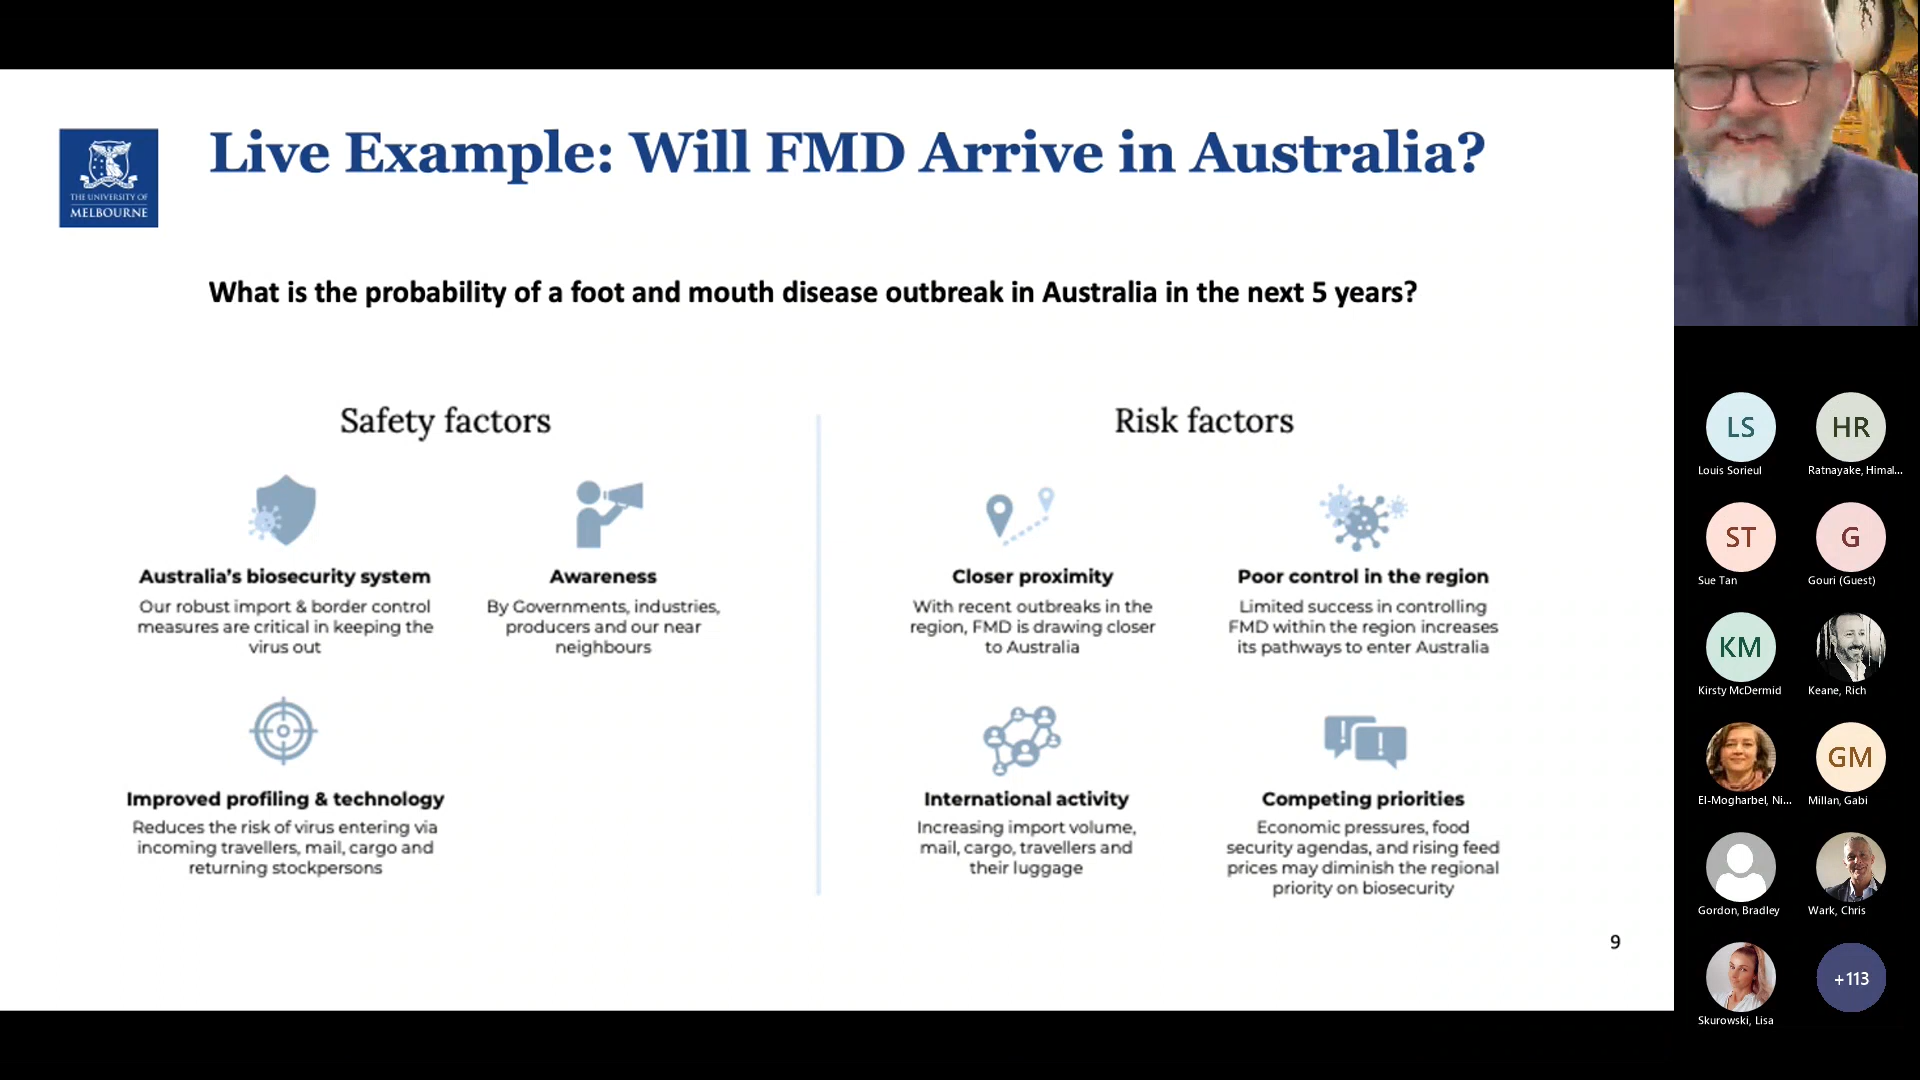 Live Example: Will FMD Arrive in Australia?
THE UNIVERSITY OF
MELBOURNE
What is the probability of a foot and mouth disease outbreak in Australia in the next 5 years?
Safety factors
Australia's biosecurity system
Our robust import & border control
measures are critical in keeping the
virus out
Awareness
By Governments, industries,
producers and our near
neighbours
Improved profiling & technology
Reduces the risk of virus entering via
incoming travellers, mail, cargo and
returning stockpersons
Risk factors
Closer proximity
With recent outbreaks in the
region, FMD is drawing closer
to Australia
Poor control in the region
Limited success in controlling
FMD within the region increases
its pathways to enter Australia
International activity
Increasing import volume,
mail, cargo, travellers and
their luggage
Competing priorities
Economic pressures, food
security agendas, and rising feed
prices may diminish the regional
priority on biosecurity
9
LS
Louis Sorieul
HR
Ratnayake, Himal...
ST
Sue Tan
G
Gouri (Guest)
KM
Kirsty McDermid
Keane, Rich
El-Mogharbel, Ni...
GM
Millan, Gabi
Gordon, Bradley
Wark, Chris
Skurowski, Lisa
+113